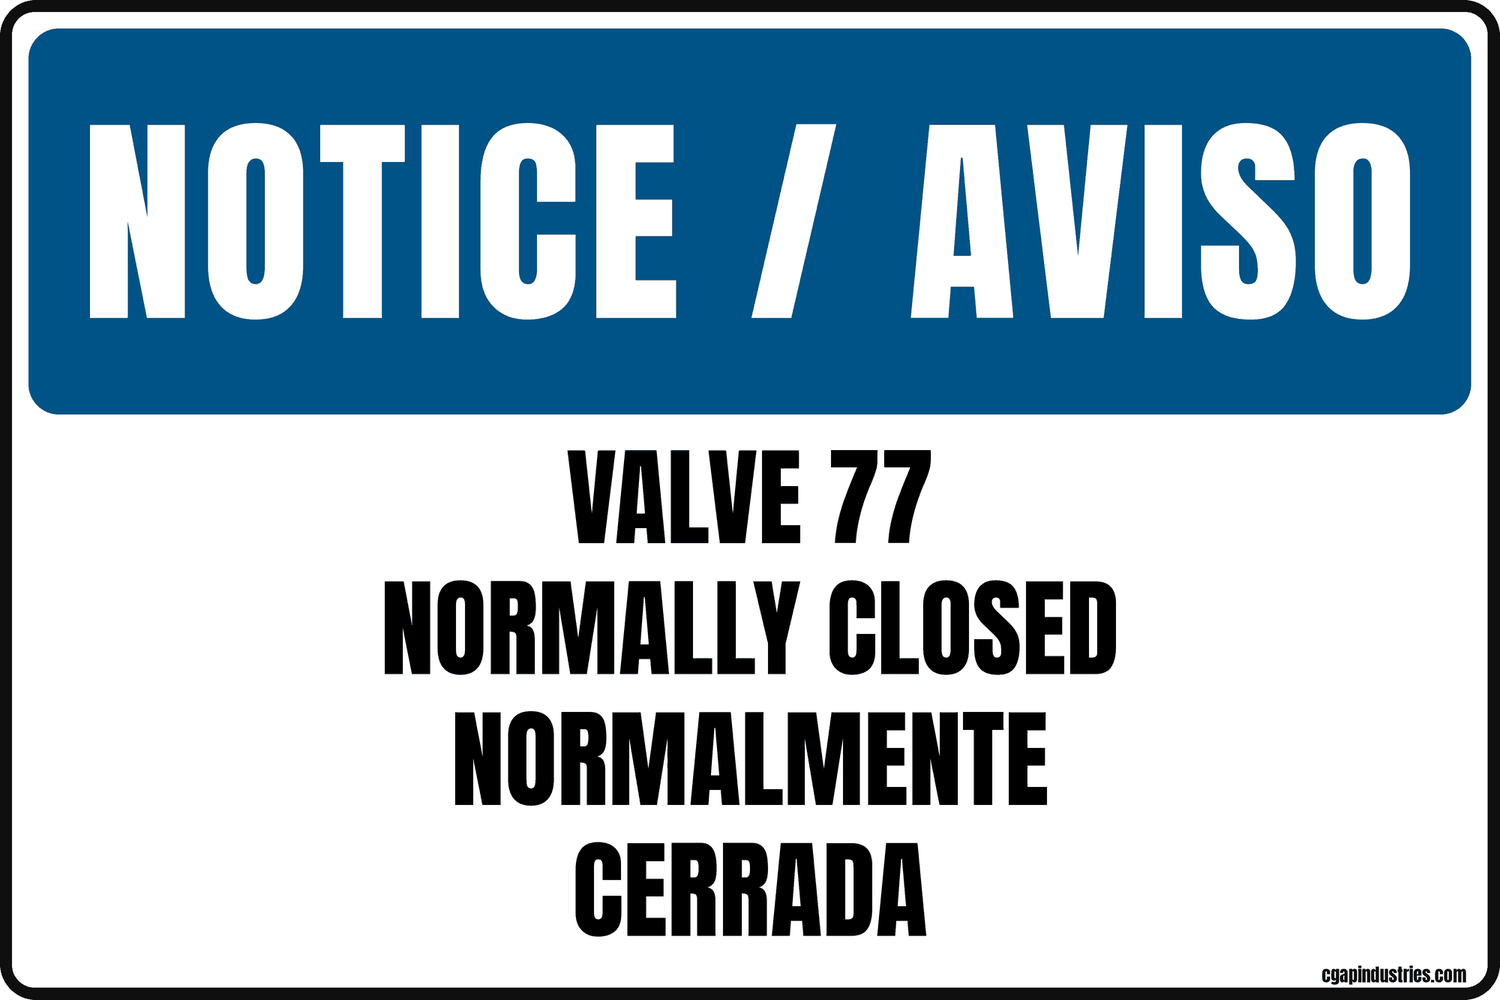 NOTICE / AVISO
VALVE 77
NORMALLY CLOSED
NORMALMENTE
CERRADA
cgapindustries.com